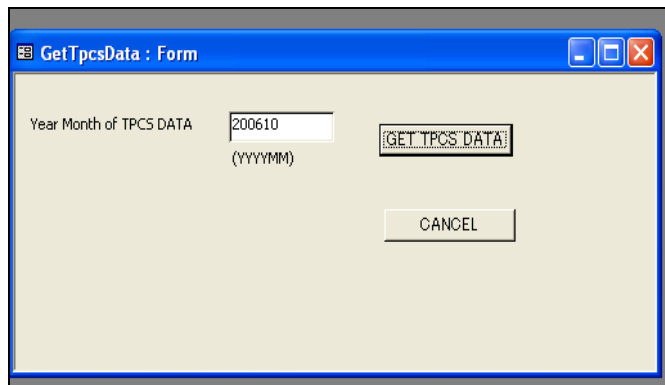 GetTpcsData : Form
Year Month of TPCS DATA
200610
GET TPCS DATA
(YYYYMM)
CANCEL